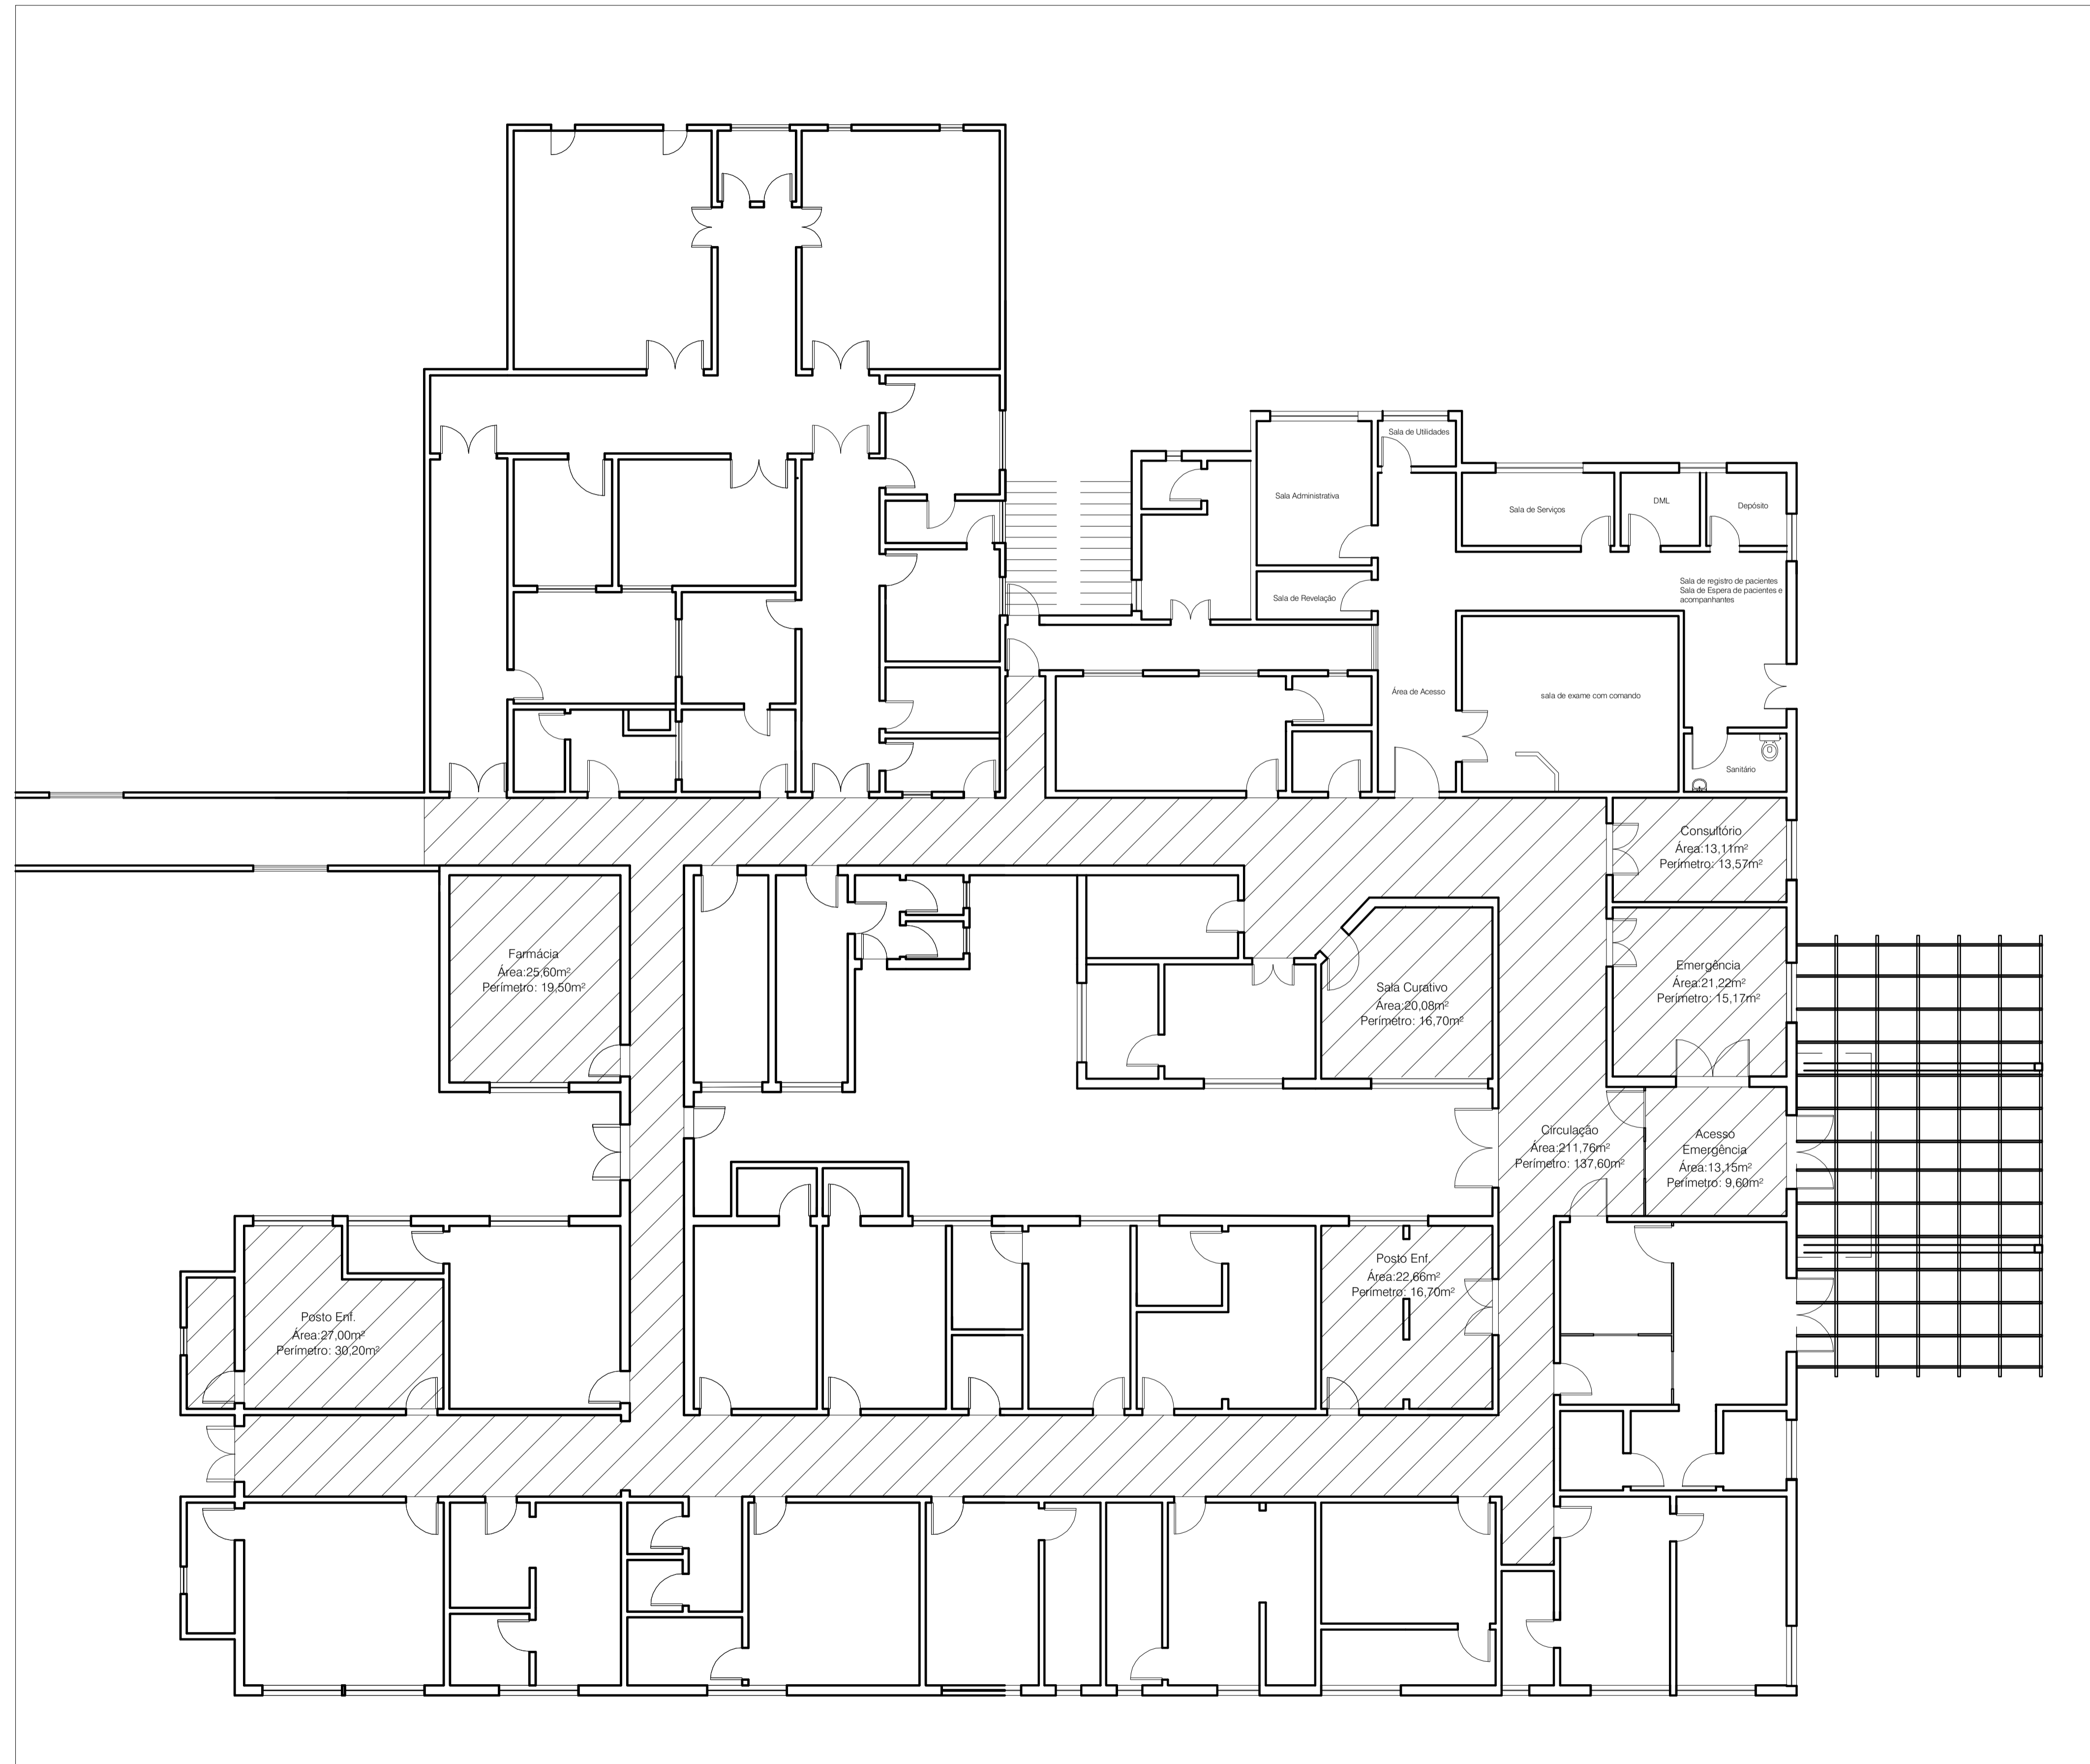 Sala de Utilidades
Sala Administrativa
Sala de Serviços
DML
Depósito
Sala de registro de pacientes
Sala de Espera de pacientes e
acompanhantes
Sala de Revelação
Área de Acesso
sala de exame com comando
Sanitário
Consultório
Área:13,11m²
Perímetro: 13,57m²
Farmácia
Área:25,60m²
Perímetro: 19,50m²
Emergência
Área:21,22m²
Perímetro: 15,17m²
Sala Curativo
Área:20,08m²
Perímetro: 16,70m²
Circulação
Área:211,76m²
Perímetro: 137,60m²
Acesso
Emergência
Área:13,15m²
Perímetro: 9,60m²
Posto Enf.
Área:22,66m²
Perímetro: 16,70m²
Posto Enf.
Área:27,00m²
Perímetro: 30,20m²